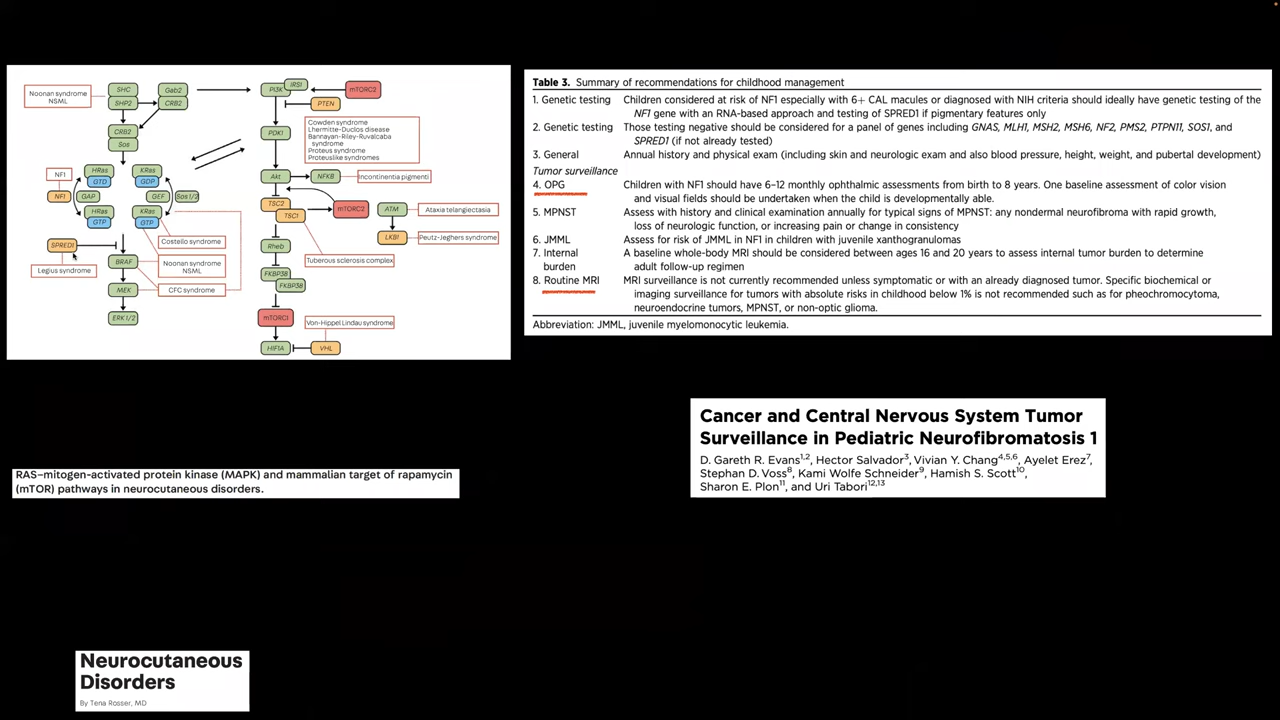 Noonan syndrome
NSML
SHC
SHP2
Gab2
CRB2
CRB2
Sos
NF1
NF1
HRas
GTD
GAP
HRas
GTP
KRas
GDP
GEF
Sos1/2
KRas
GTP
SPRED1
Legius syndrome
BRAF
MEK
ERK 1/2
Costello syndrome
Noonan syndrome
NSML
CFC syndrome
PI3K
IRS1
mTORC2
PTEN
PDK1
Cowden syndrome
Lhermitte-Duclos disease
Bannayan-Riley-Ruvalcaba
syndrome
Proteus syndrome
Proteuslike syndromes
Akt
NFKB
Incontinentia pigmenti
TSC2
TSC1
mTORC2
ATM
Ataxia telangiectasia
LKB1
Peutz-Jeghers syndrome
Rheb
Tuberous sclerosis complex
FKBP38
FKBP38
mTORC1
Von-Hippel Lindau syndrome
HIF1A
VHL
Table 3. Summary of recommendations for childhood management
1. Genetic testing Children considered at risk of NF1 especially with 6+ CAL macules or diagnosed with NIH criteria should ideally have genetic testing of the
NF1 gene with an RNA-based approach and testing of SPRED1 if pigmentary features only
2. Genetic testing Those testing negative should be considered for a panel of genes including GNAS, MLH1, MSH2, MSH6, NF2, PMS2, PTPN11, SOS1, and
SPRED1 (if not already tested)
3. General Annual history and physical exam (including skin and neurologic exam and also blood pressure, height, weight, and pubertal development)
Tumor surveillance
4. OPG Children with NF1 should have 6–12 monthly ophthalmic assessments from birth to 8 years. One baseline assessment of color vision
and visual fields should be undertaken when the child is developmentally able.
5. MPNST Assess with history and clinical examination annually for typical signs of MPNST: any nondermal neurofibroma with rapid growth,
loss of neurologic function, or increasing pain or change in consistency
6. JMML Assess for risk of JMML in NF1 in children with juvenile xanthogranulomas
7. Internal A baseline whole-body MRI should be considered between ages 16 and 20 years to assess internal tumor burden to determine
burden adult follow-up regimen
8. Routine MRI MRI surveillance is not currently recommended unless symptomatic or with an already diagnosed tumor. Specific biochemical or
imaging surveillance for tumors with absolute risks in childhood below 1% is not recommended such as for pheochromocytoma,
neuroendocrine tumors, MPNST, or non-optic glioma.
Abbreviation: JMML, juvenile myelomonocytic leukemia.
Cancer and Central Nervous System Tumor
Surveillance in Pediatric Neurofibromatosis 1
D. Gareth R. Evans1,2, Hector Salvador3, Vivian Y. Chang4,5,6, Ayelet Erez7,
Stephan D. Voss8, Kami Wolfe Schneider9, Hamish S. Scott10,
Sharon E. Plon11, and Uri Tabori12,13
RAS–mitogen-activated protein kinase (MAPK) and mammalian target of rapamycin
(mTOR) pathways in neurocutaneous disorders.
Neurocutaneous
Disorders
By Tena Rosser, MD